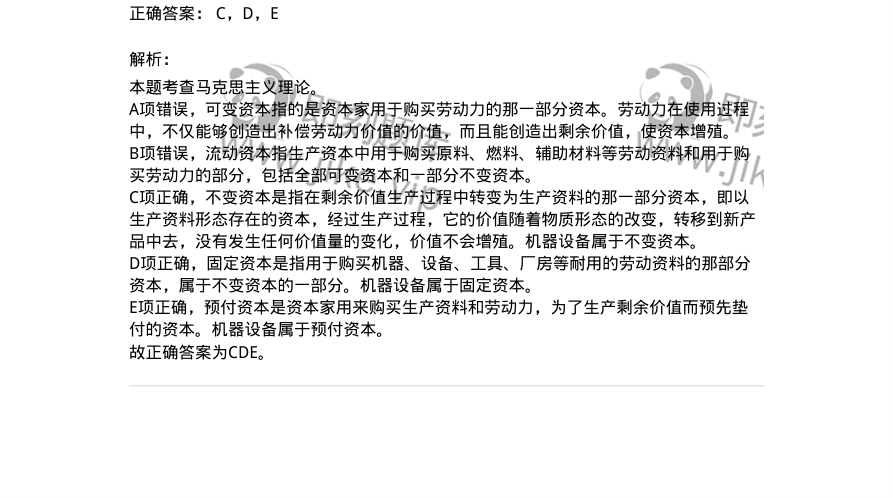 正确答案： C，D，E
解析：
本题考查马克思主义理论。
A项错误，可变资本指的是资本家用于购买劳动力的那一部分资本。劳动力在使用过程
中，不仅能够创造出补偿劳动力价值的价值，而且能创造出剩余价值，使资本增殖。
B项错误，流动资本指生产资本中用于购买原料、燃料、辅助材料等劳动资料和用于购
买劳动力的部分，包括全部可变资本和一部分不变资本。
C项正确，不变资本是指在剩余价值生产过程中转变为生产资料的那一部分资本，即以
生产资料形态存在的资本，经过生产过程，它的价值随着物质形态的改变，转移到新产
品中去，没有发生任何价值量的变化，价值不会增殖。机器设备属于不变资本。
D项正确，固定资本是指用于购买机器、设备、工具、厂房等耐用的劳动资料的那部分
资本，属于不变资本的一部分。机器设备属于固定资本。
E项正确，预付资本是资本家用来购买生产资料和劳动力，为了生产剩余价值而预先垫
付的资本。机器设备属于预付资本。
故正确答案为CDE。